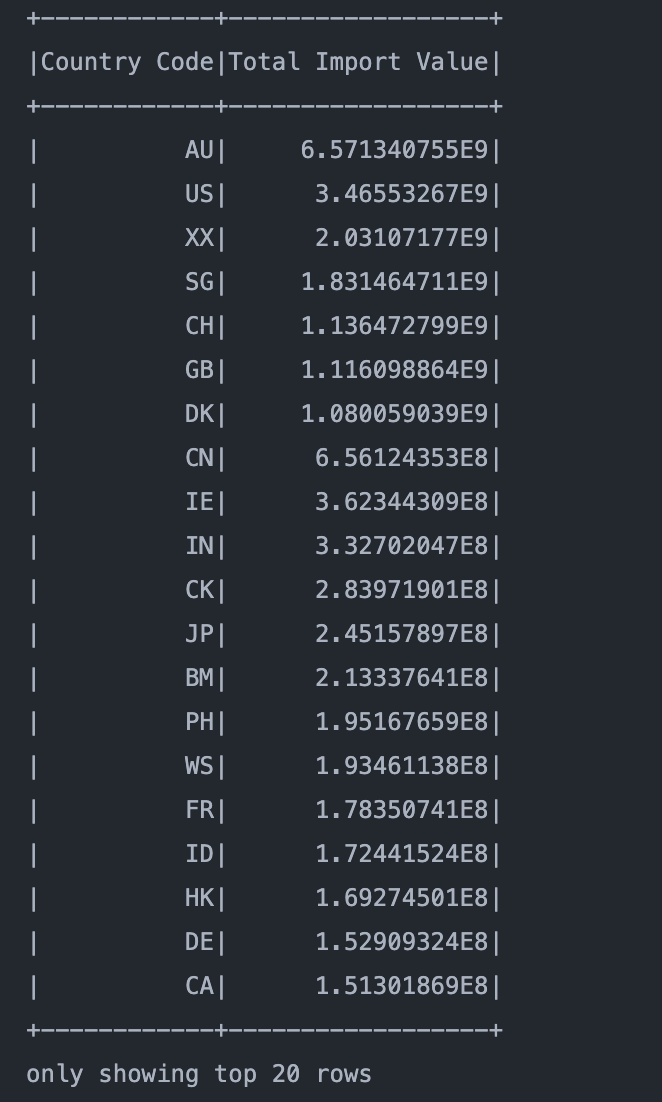 +------------+------------------+
|Country Code|Total Import Value|
+------------+------------------+
|          AU|     6.571340755E9|
|          US|      3.46553267E9|
|          XX|      2.03107177E9|
|          SG|     1.831464711E9|
|          CH|     1.136472799E9|
|          GB|     1.116098864E9|
|          DK|     1.080059039E9|
|          CN|      6.56124353E8|
|          IE|      3.62344309E8|
|          IN|      3.32702047E8|
|          CK|      2.83971901E8|
|          JP|      2.45157897E8|
|          BM|      2.13337641E8|
|          PH|      1.95167659E8|
|          WS|      1.93461138E8|
|          FR|      1.78350741E8|
|          ID|      1.72441524E8|
|          HK|      1.69274501E8|
|          DE|      1.52909324E8|
|          CA|      1.51301869E8|
+------------+------------------+
only showing top 20 rows